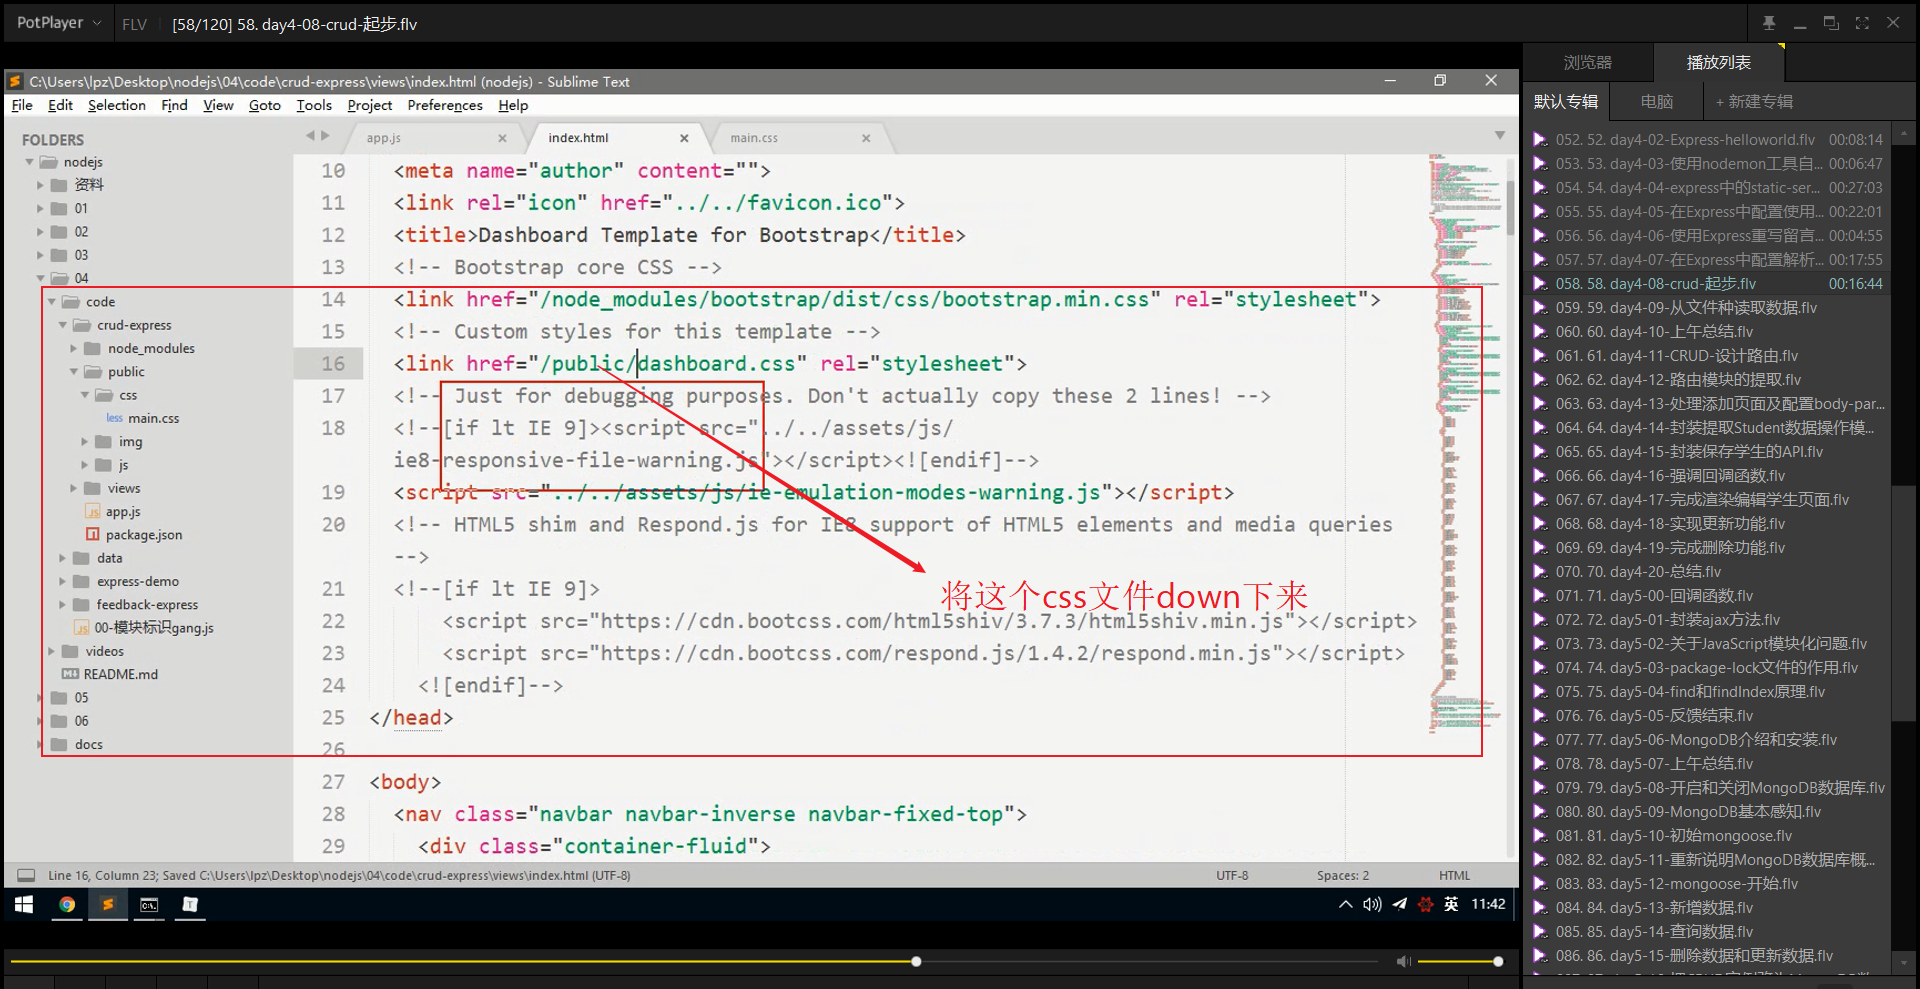 PotPlayer
FLV
[58/120] 58. day4-08-crud-起步.flv
C:\Users\lpz\Desktop\nodejs\04\code\crud-express\views\index.html (nodejs) - Sublime Text
File Edit Selection Find View Goto Tools Project Preferences Help
FOLDERS
nodejs
资料
01
02
03
04
code
crud-express
node_modules
public
css
less main.css
img
js
views
JS app.js
package.json
data
express-demo
feedback-express
JS 00-模块标识gang.js
videos
README.md
05
06
docs
app.js
index.html
main.css
10 <meta name="author" content="">
11 <link rel="icon" href="../../favicon.ico">
12 <title>Dashboard Template for Bootstrap</title>
13 <!-- Bootstrap core CSS -->
14 <link href="/node_modules/bootstrap/dist/css/bootstrap.min.css" rel="stylesheet">
15 <!-- Custom styles for this template -->
16 <link href="/public/dashboard.css" rel="stylesheet">
17 <!-- Just for debugging purposes. Don't actually copy these 2 lines! -->
18 <!--[if lt IE 9]><script src="../../assets/js/
ie8-responsive-file-warning.js"></script><![endif]-->
19 <script src="../../assets/js/ie-emulation-modes-warning.js"></script>
20 <!-- HTML5 shim and Respond.js for IE8 support of HTML5 elements and media queries
-->
21 <!--[if lt IE 9]>
将这个css文件down下来
22 <script src="https://cdn.bootcss.com/html5shiv/3.7.3/html5shiv.min.js"></script>
23 <script src="https://cdn.bootcss.com/respond.js/1.4.2/respond.min.js"></script>
24 <![endif]-->
25 </head>
26
27 <body>
28 <nav class="navbar navbar-inverse navbar-fixed-top">
29 <div class="container-fluid">
Line 16, Column 23; Saved C:\Users\lpz\Desktop\nodejs\04\code\crud-express\views\index.html (UTF-8)
UTF-8
Spaces: 2
HTML
英
11:42
浏览器
播放列表
默认专辑
电脑
+ 新建专辑
052. 52. day4-02-Express-helloworld.flv 00:08:14
053. 53. day4-03-使用nodemon工具自... 00:06:47
054. 54. day4-04-express中的static-ser... 00:27:03
055. 55. day4-05-在Express中配置使用... 00:22:01
056. 56. day4-06-使用Express重写留言... 00:04:55
057. 57. day4-07-在Express中配置解析... 00:17:55
058. 58. day4-08-crud-起步.flv 00:16:44
059. 59. day4-09-从文件种读取数据.flv
060. 60. day4-10-上午总结.flv
061. 61. day4-11-CRUD-设计路由.flv
062. 62. day4-12-路由模块的提取.flv
063. 63. day4-13-处理添加页面及配置body-par...
064. 64. day4-14-封装提取Student数据操作模...
065. 65. day4-15-封装保存学生的API.flv
066. 66. day4-16-强调回调函数.flv
067. 67. day4-17-完成渲染编辑学生页面.flv
068. 68. day4-18-实现更新功能.flv
069. 69. day4-19-完成删除功能.flv
070. 70. day4-20-总结.flv
071. 71. day5-00-回调函数.flv
072. 72. day5-01-封装ajax方法.flv
073. 73. day5-02-关于JavaScript模块化问题.flv
074. 74. day5-03-package-lock文件的作用.flv
075. 75. day5-04-find和findIndex原理.flv
076. 76. day5-05-反馈结束.flv
077. 77. day5-06-MongoDB介绍和安装.flv
078. 78. day5-07-上午总结.flv
079. 79. day5-08-开启和关闭MongoDB数据库.flv
080. 80. day5-09-MongoDB基本感知.flv
081. 81. day5-10-初始mongoose.flv
082. 82. day5-11-重新说明MongoDB数据库概...
083. 83. day5-12-mongoose-开始.flv
084. 84. day5-13-新增数据.flv
085. 85. day5-14-查询数据.flv
086. 86. day5-15-删除数据和更新数据.flv